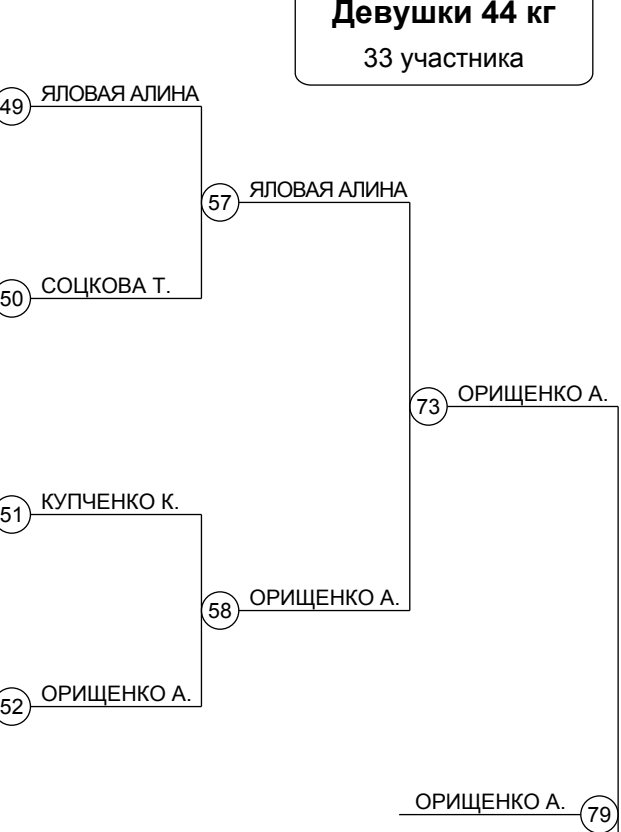 Девушки 44 кг
33 участника
49 ЯЛОВАЯ АЛИНА
57 ЯЛОВАЯ АЛИНА
50 СОЦКОВА Т.
73 ОРИЩЕНКО А.
51 КУПЧЕНКО К.
58 ОРИЩЕНКО А.
52 ОРИЩЕНКО А.
ОРИЩЕНКО А. 79